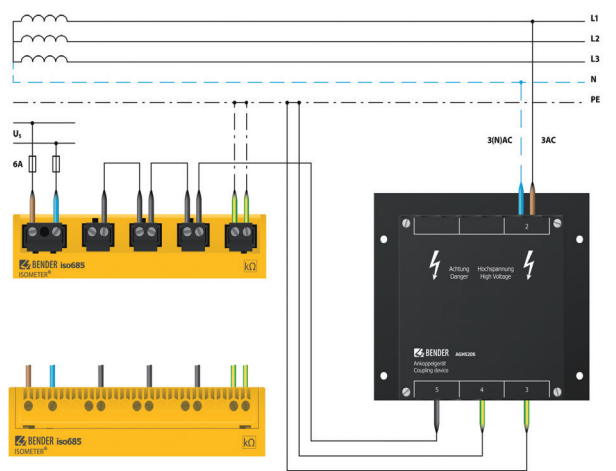 L1
L2
L3
N
PE
U₁
6A
3(N)AC
3AC
2
BENDER iso685
ISOMETER®
kΩ
Achtung Hochspannung
Danger High Voltage
BENDER AGH520S
Ankoppelgerät
Coupling device
5 4 3
BENDER iso685
ISOMETER®
kΩ